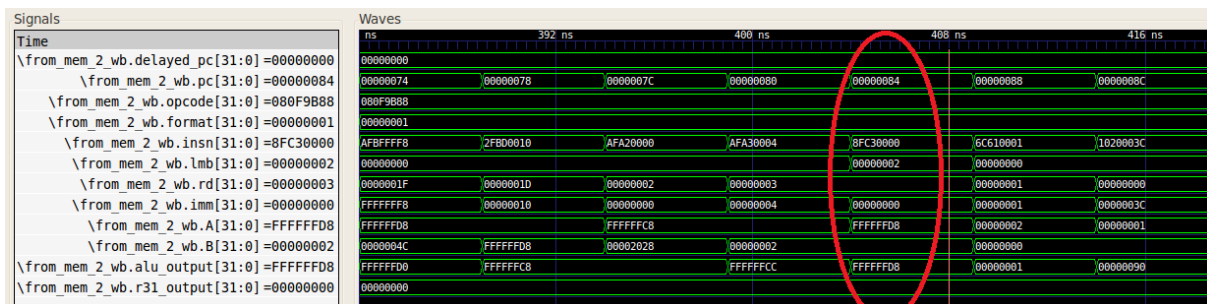 Signals Waves
Time ns 392 ns 400 ns 408 ns 416 ns
\from_mem_2_wb.delayed_pc[31:0]=00000000 00000000
\from_mem_2_wb.pc[31:0]=00000084 00000074 00000078 0000007C 00000080 00000084 00000088 0000008C
\from_mem_2_wb.opcode[31:0]=080F9B88 080F9B88
\from_mem_2_wb.format[31:0]=00000001 00000001
\from_mem_2_wb.insn[31:0]=8FC30000 AFBFFFF8 2FBD0010 AFA20000 AFA30004 8FC30000 6C610001 1020003C
\from_mem_2_wb.lmb[31:0]=00000002 00000000 00000002 00000000
\from_mem_2_wb.rd[31:0]=00000003 0000001F 0000001D 00000002 00000003 00000001 00000000
\from_mem_2_wb.imm[31:0]=00000000 FFFFFFF8 00000010 00000000 00000004 00000000 00000001 0000003C
\from_mem_2_wb.A[31:0]=FFFFFFD8 FFFFFFD8 FFFFFFC8 FFFFFFD8 00000002 00000001
\from_mem_2_wb.B[31:0]=00000002 0000004C FFFFFFD8 00002028 00000002 00000000
\from_mem_2_wb.alu_output[31:0]=FFFFFFD8 FFFFFFD0 FFFFFFC8 FFFFFFCC FFFFFFD8 00000001 00000090
\from_mem_2_wb.r31_output[31:0]=00000000 00000000